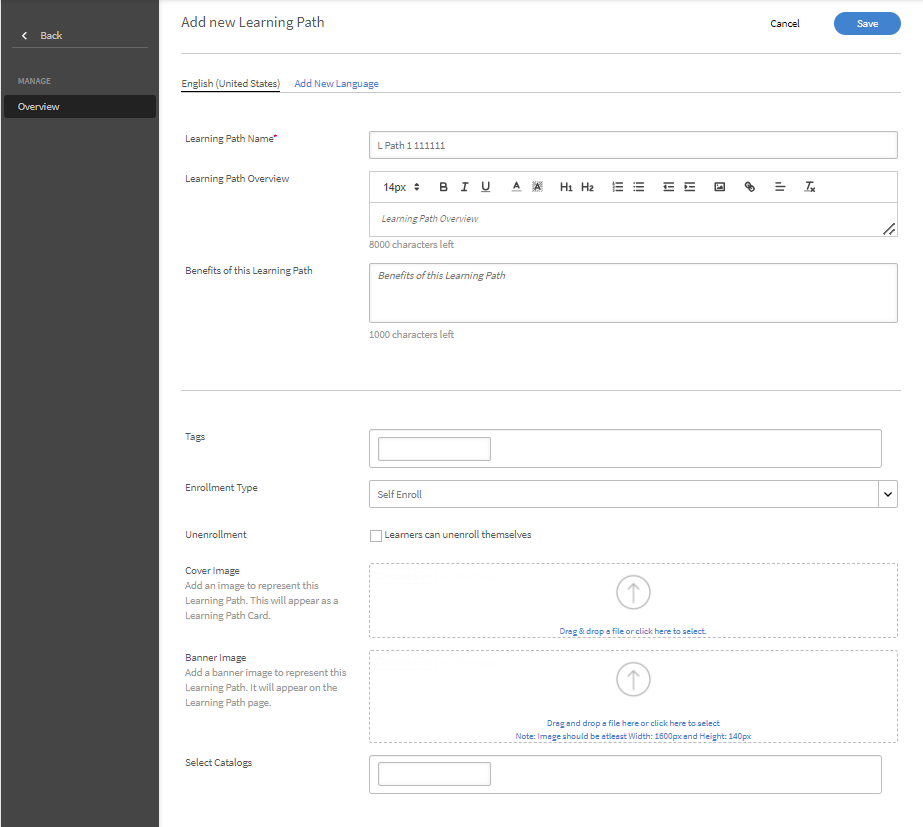 Back
MANAGE
Overview
Add new Learning Path
Cancel
Save
English (United States) Add New Language
Learning Path Name*
L Path 1 111111
Learning Path Overview
14px B I U A A H1 H2 Tx
Learning Path Overview
8000 characters left
Benefits of this Learning Path
Benefits of this Learning Path
1000 characters left
Tags
Enrollment Type
Self Enroll
Unenrollment
Learners can unenroll themselves
Cover Image
Add an image to represent this
Learning Path. This will appear as a
Learning Path Card.
Drag & drop a file or click here to select.
Banner Image
Add a banner image to represent this
Learning Path. It will appear on the
Learning Path page.
Drag and drop a file here or click here to select
Note: Image should be atleast Width: 1600px and Height: 140px
Select Catalogs